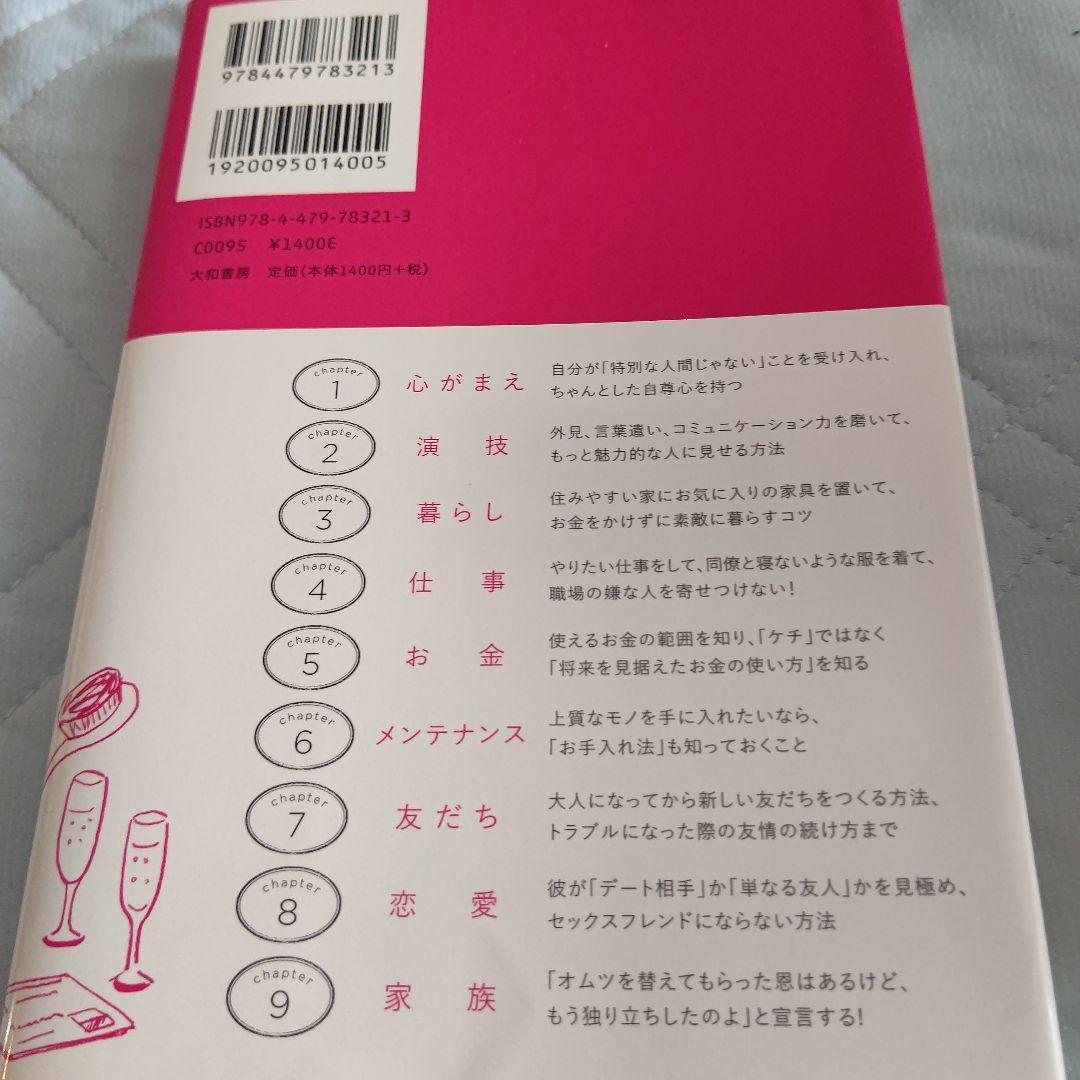 9784479783213
1920095014005
ISBN978-4-479-78321-3
C0095 ¥1400E
大和書房 定価(本体1400円+税)
chapter 1 心がまえ 自分が「特別な人間じゃない」ことを受け入れ、
ちゃんとした自尊心を持つ
chapter 2 演技 外見、言葉遣い、コミュニケーション力を磨いて、
もっと魅力的な人に見せる方法
chapter 3 暮らし 住みやすい家にお気に入りの家具を置いて、
お金をかけずに素敵に暮らすコツ
chapter 4 仕事 やりたい仕事をして、同僚と寝ないような服を着て、
職場の嫌な人を寄せつけない!
chapter 5 お金 使えるお金の範囲を知り、「ケチ」ではなく
「将来を見据えたお金の使い方」を知る
chapter 6 メンテナンス 上質なモノを手に入れたいなら、
「お手入れ法」も知っておくこと
chapter 7 友だち 大人になってから新しい友だちをつくる方法、
トラブルになった際の友情の続け方まで
chapter 8 恋愛 彼が「デート相手」か「単なる友人」かを見極め、
セックスフレンドにならない方法
chapter 9 家族 「オムツを替えてもらった恩はあるけど、
もう独り立ちしたのよ」と宣言する!